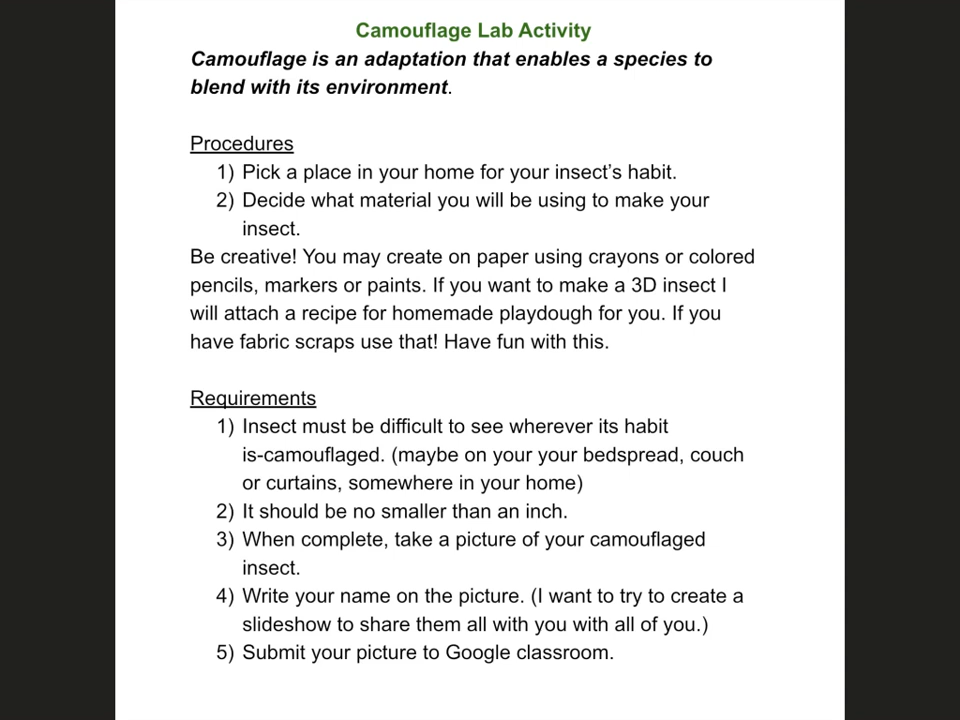 Camouflage Lab Activity
Camouflage is an adaptation that enables a species to
blend with its environment.
Procedures
1) Pick a place in your home for your insect's habit.
2) Decide what material you will be using to make your
insect.
Be creative! You may create on paper using crayons or colored
pencils, markers or paints. If you want to make a 3D insect I
will attach a recipe for homemade playdough for you. If you
have fabric scraps use that! Have fun with this.
Requirements
1) Insect must be difficult to see wherever its habit
is-camouflaged. (maybe on your your bedspread, couch
or curtains, somewhere in your home)
2) It should be no smaller than an inch.
3) When complete, take a picture of your camouflaged
insect.
4) Write your name on the picture. (I want to try to create a
slideshow to share them all with you with all of you.)
5) Submit your picture to Google classroom.